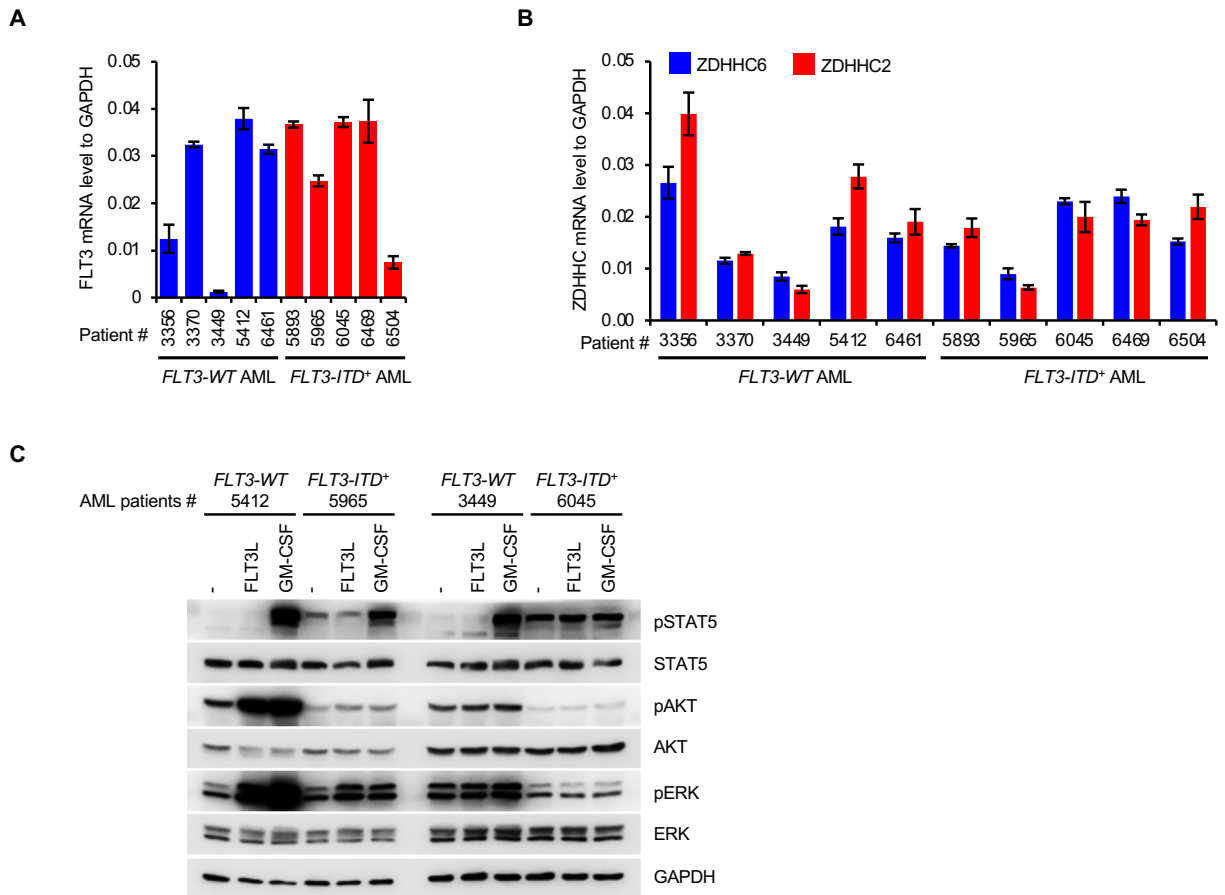 A
FLT3 mRNA level to GAPDH
0.05
0.04
0.03
0.02
0.01
0
Patient #
3356
3370
3449
5412
6461
5893
5965
6045
6469
6504
FLT3-WT AML
FLT3-ITD+ AML
B
ZDHHC mRNA level to GAPDH
ZDHHC6
ZDHHC2
0.05
0.04
0.03
0.02
0.01
0.00
Patient # 3356 3370 3449 5412 6461 5893 5965 6045 6469 6504
FLT3-WT AML
FLT3-ITD+ AML
C
FLT3-WT FLT3-ITD+ FLT3-WT FLT3-ITD+
AML patients # 5412 5965 3449 6045
- FLT3L GM-CSF - FLT3L GM-CSF - FLT3L GM-CSF - FLT3L GM-CSF
pSTAT5
STAT5
pAKT
AKT
pERK
ERK
GAPDH